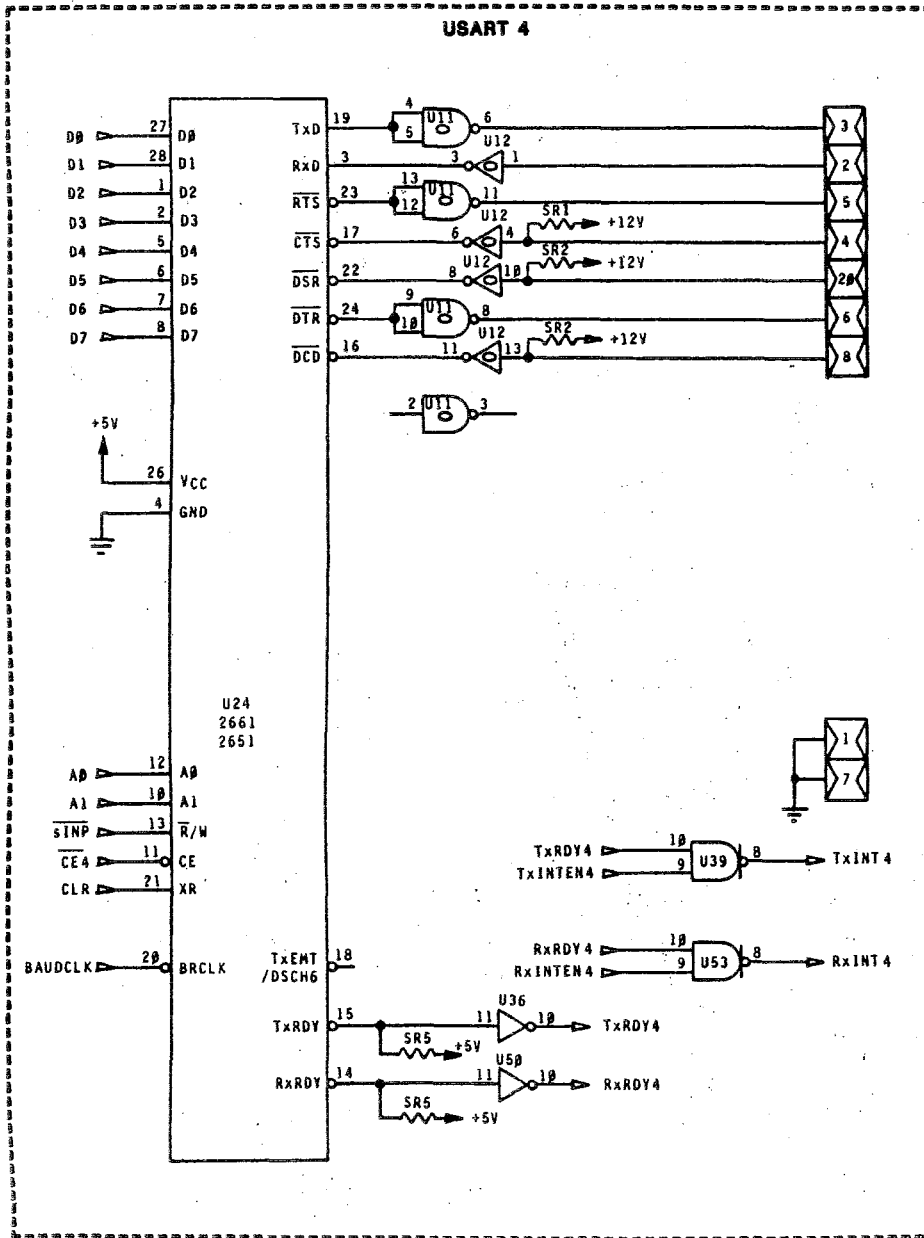 USART 4
4
19 U11 6
TxD 5 3
D0 27 D0 U12
D1 28 D1 RxD 3 3 1 2
D2 1 D2 13 U11
RTS 23 12 11 5
D3 2 D3 U12 SR1
+12V
D4 5 D4 CTS 17 6 4 4
U12 SR2
+12V
D5 6 D5 DSR 22 8 10 20
D6 7 D6 9 U11
DTR 24 10 8 6
D7 8 D7 U12 SR2
+12V
DCD 16 11 13 8
2 U11 3
+5V
26 VCC
4 GND
U24
2661
2651
1
7
A0 12 A0
A1 10 A1
sINP 13 R/W
CE4 11 CE
CLR 21 XR
TxRDY4 10 U39 8 TxINT4
TxINTEN4 9
RxRDY4 10 U53 8 RxINT4
RxINTEN4 9
BAUDCLK 20 BRCLK
TxEMT 18
/DSCH6
U36
TxRDY 15 11 10 TxRDY4
SR5 +5V
U50
RxRDY 14 11 10 RxRDY4
SR5
+5V